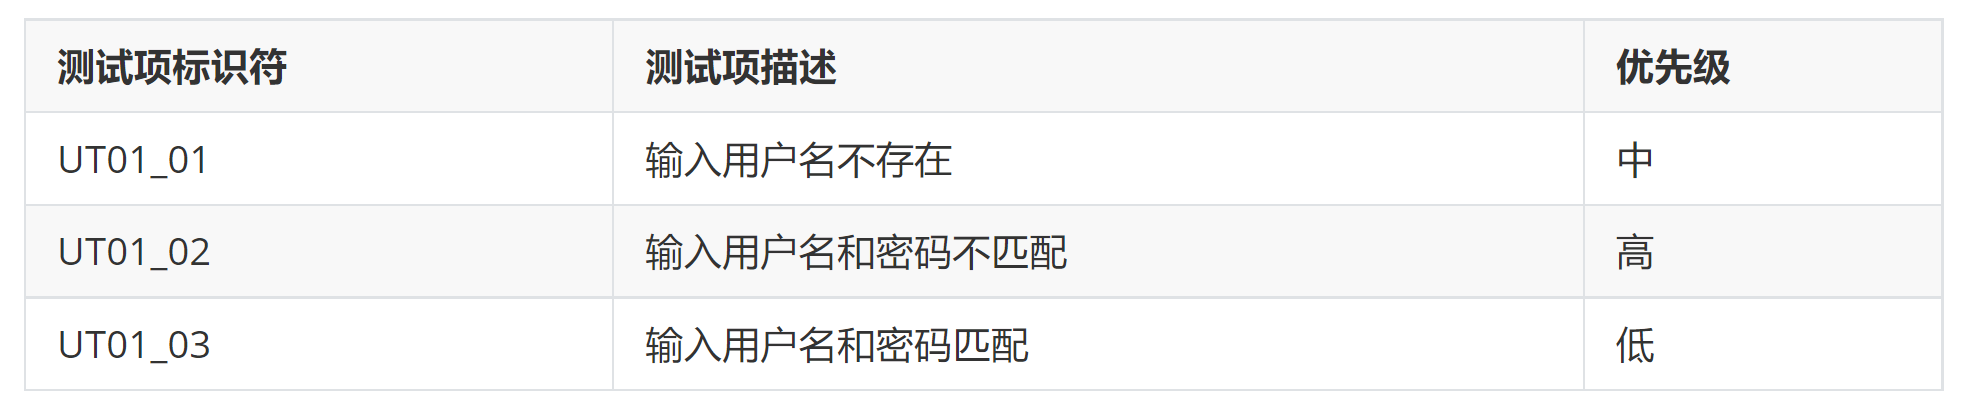 测试项标识符 测试项描述 优先级
UT01_01 输入用户名不存在 中
UT01_02 输入用户名和密码不匹配 高
UT01_03 输入用户名和密码匹配 低